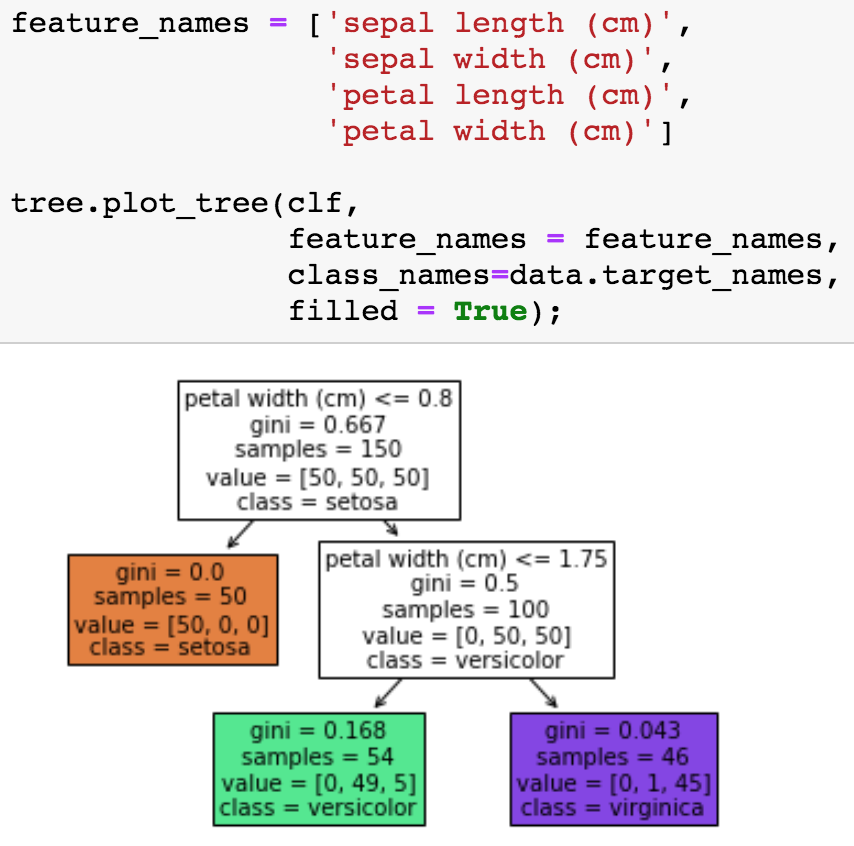 feature_names = ['sepal length (cm)',
'sepal width (cm)',
'petal length (cm)',
'petal width (cm)']
tree.plot_tree(clf,
feature_names = feature_names,
class_names=data.target_names,
filled = True);
petal width (cm) <= 0.8
gini = 0.667
samples = 150
value = [50, 50, 50]
class = setosa
gini = 0.0
samples = 50
value = [50, 0, 0]
class = setosa
petal width (cm) <= 1.75
gini = 0.5
samples = 100
value = [0, 50, 50]
class = versicolor
gini = 0.168
samples = 54
value = [0, 49, 5]
class = versicolor
gini = 0.043
samples = 46
value = [0, 1, 45]
class = virginica